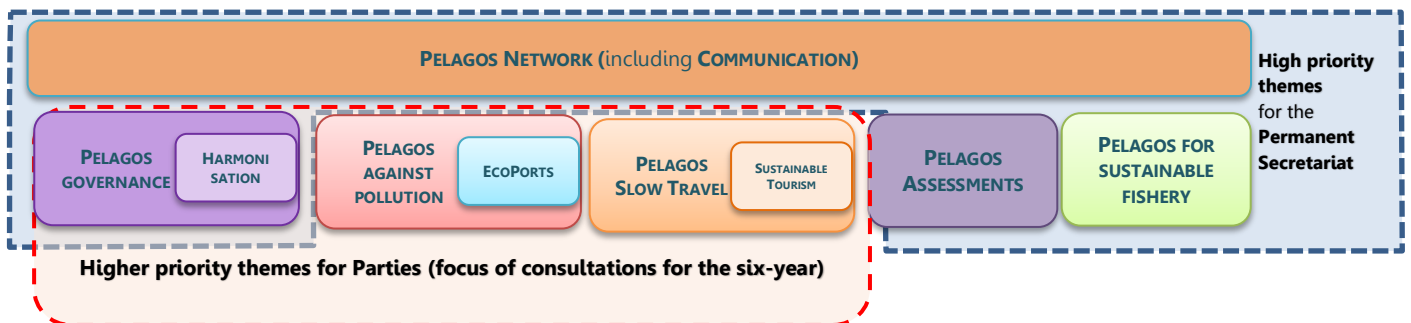 PELAGOS NETWORK (including COMMUNICATION)
High priority
themes
for the
Permanent
Secretariat
PELAGOS
GOVERNANCE
HARMONI
SATION
PELAGOS
AGAINST
POLLUTION
ECOPORTS
PELAGOS
SLOW TRAVEL
SUSTAINABLE
TOURISM
PELAGOS
ASSESSMENTS
PELAGOS FOR
SUSTAINABLE
FISHERY
Higher priority themes for Parties (focus of consultations for the six-year)